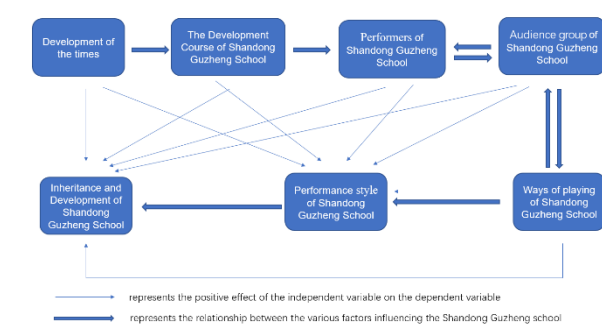 Development of
the times
The Development
Course of Shandong
Guzheng School
Performers of
Shandong Guzheng
School
Audience group of
Shandong Guzheng
School
Inheritance and
Development of
Shandong
Guzheng School
Performance style
of Shandong
Guzheng School
Ways of playing
of Shandong
Guzheng School
represents the positive effect of the independent variable on the dependent variable
represents the relationship between the various factors influencing the Shandong Guzheng school